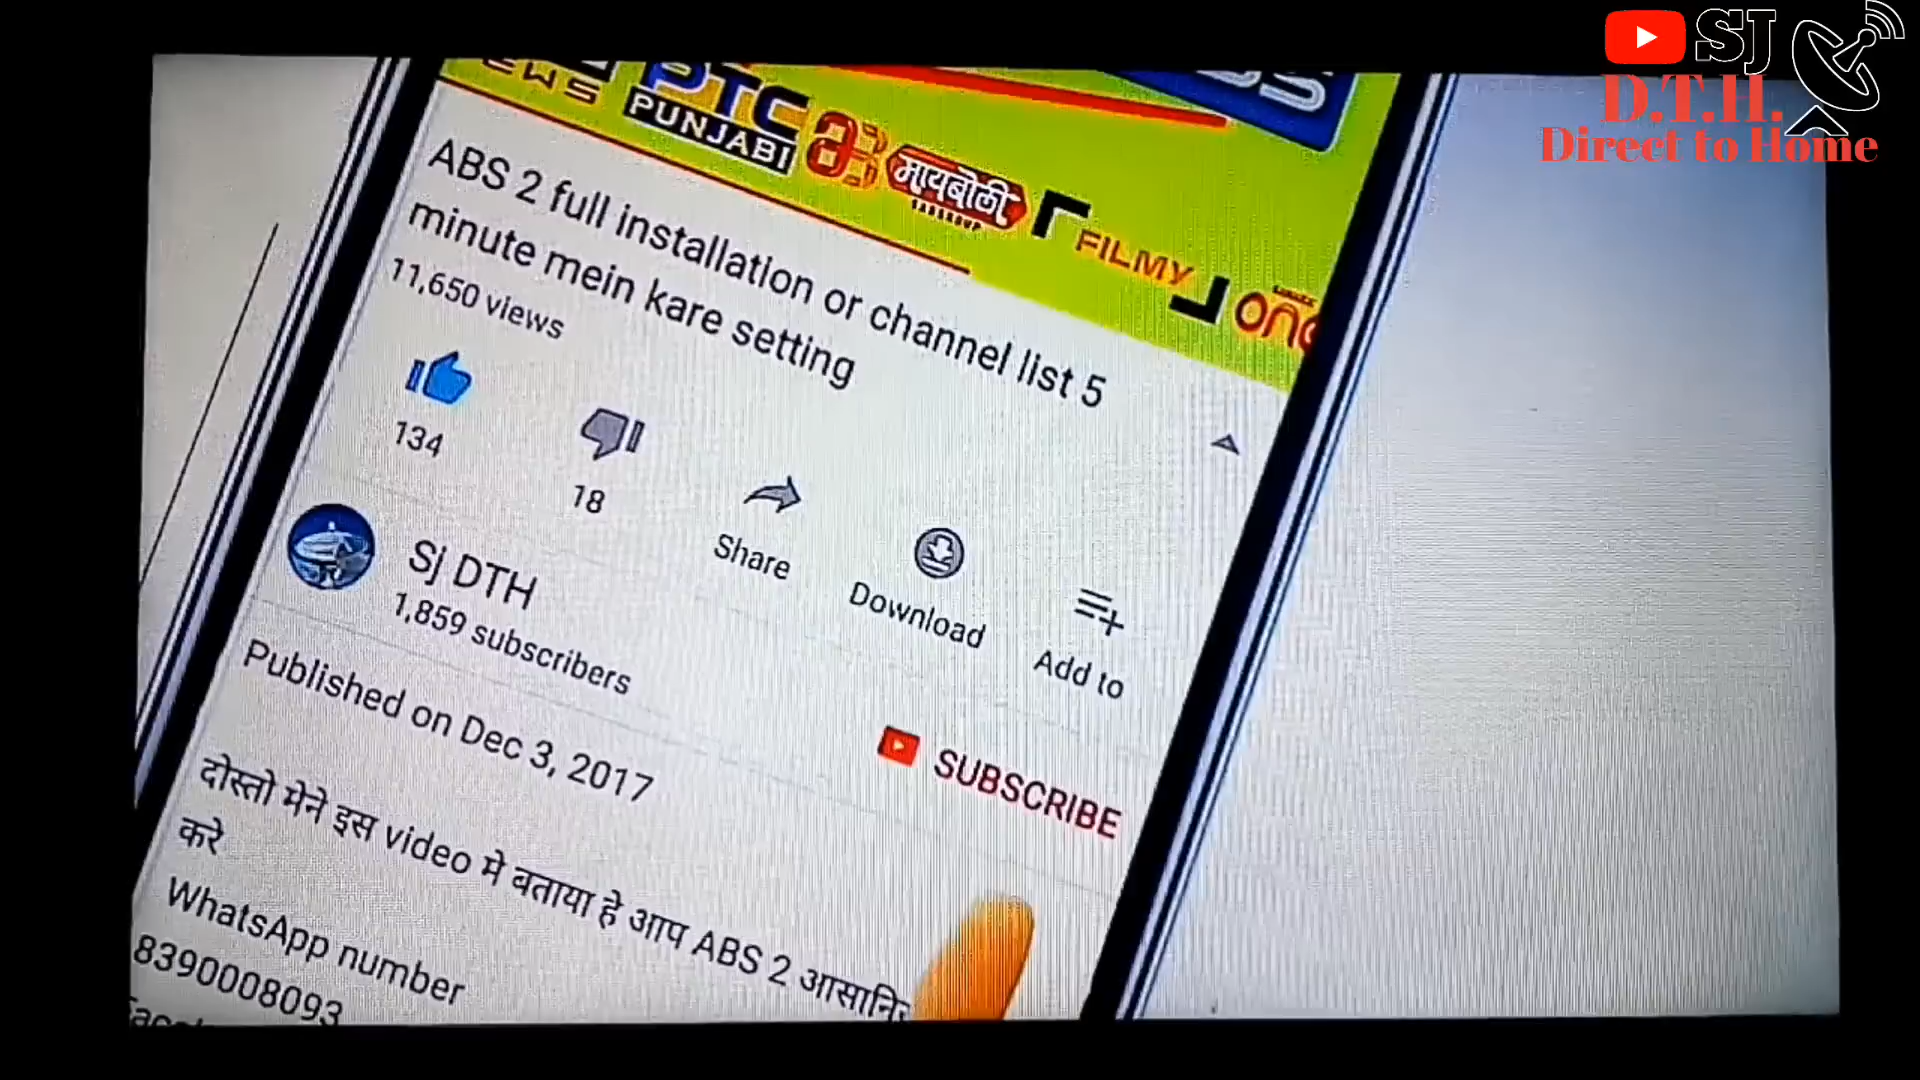 SJ
D.T.H.
Direct to Home
EWS
PTC
PUNJABI
मायबोली
SABGROUP
FILMY
ABS 2 full installation or channel list 5
minute mein kare setting
11,650 views
134
18
Share
Download
Add to
Sj DTH
1,859 subscribers
SUBSCRIBE
Published on Dec 3, 2017
दोस्तो मेने इस video मे बताया हे आप ABS 2
करे
WhatsApp number
8390008093